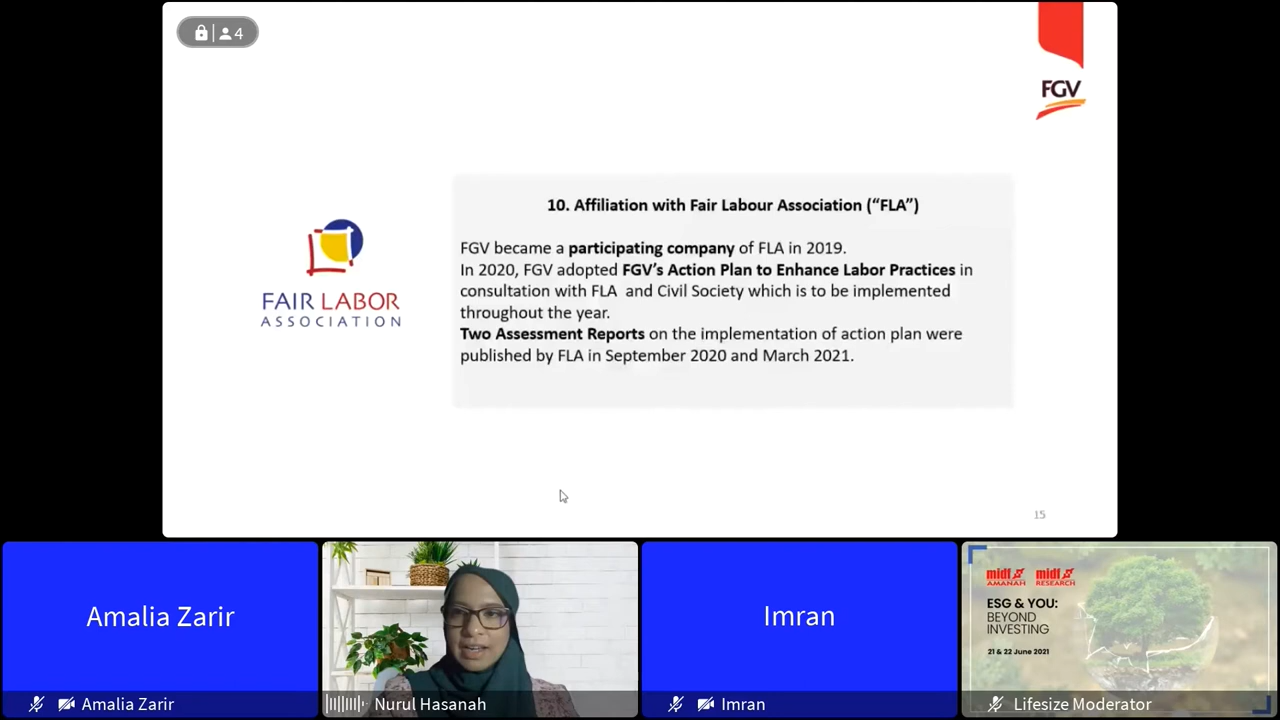 4
FGV
10. Affiliation with Fair Labour Association (“FLA”)
FGV became a participating company of FLA in 2019.
In 2020, FGV adopted FGV’s Action Plan to Enhance Labor Practices in
consultation with FLA and Civil Society which is to be implemented
throughout the year.
Two Assessment Reports on the implementation of action plan were
published by FLA in September 2020 and March 2021.
FAIR LABOR
ASSOCIATION
15
Amalia Zarir
Amalia Zarir
Nurul Hasanah
Imran
Imran
midf
AMANAH
midf
RESEARCH
ESG & YOU:
BEYOND
INVESTING
21 & 22 June 2021
Lifesize Moderator